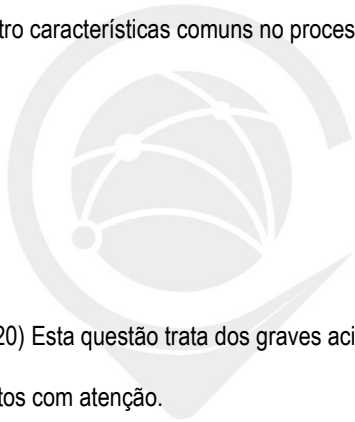 tro características comuns no proces
20) Esta questão trata dos graves aci
tos com atenção.